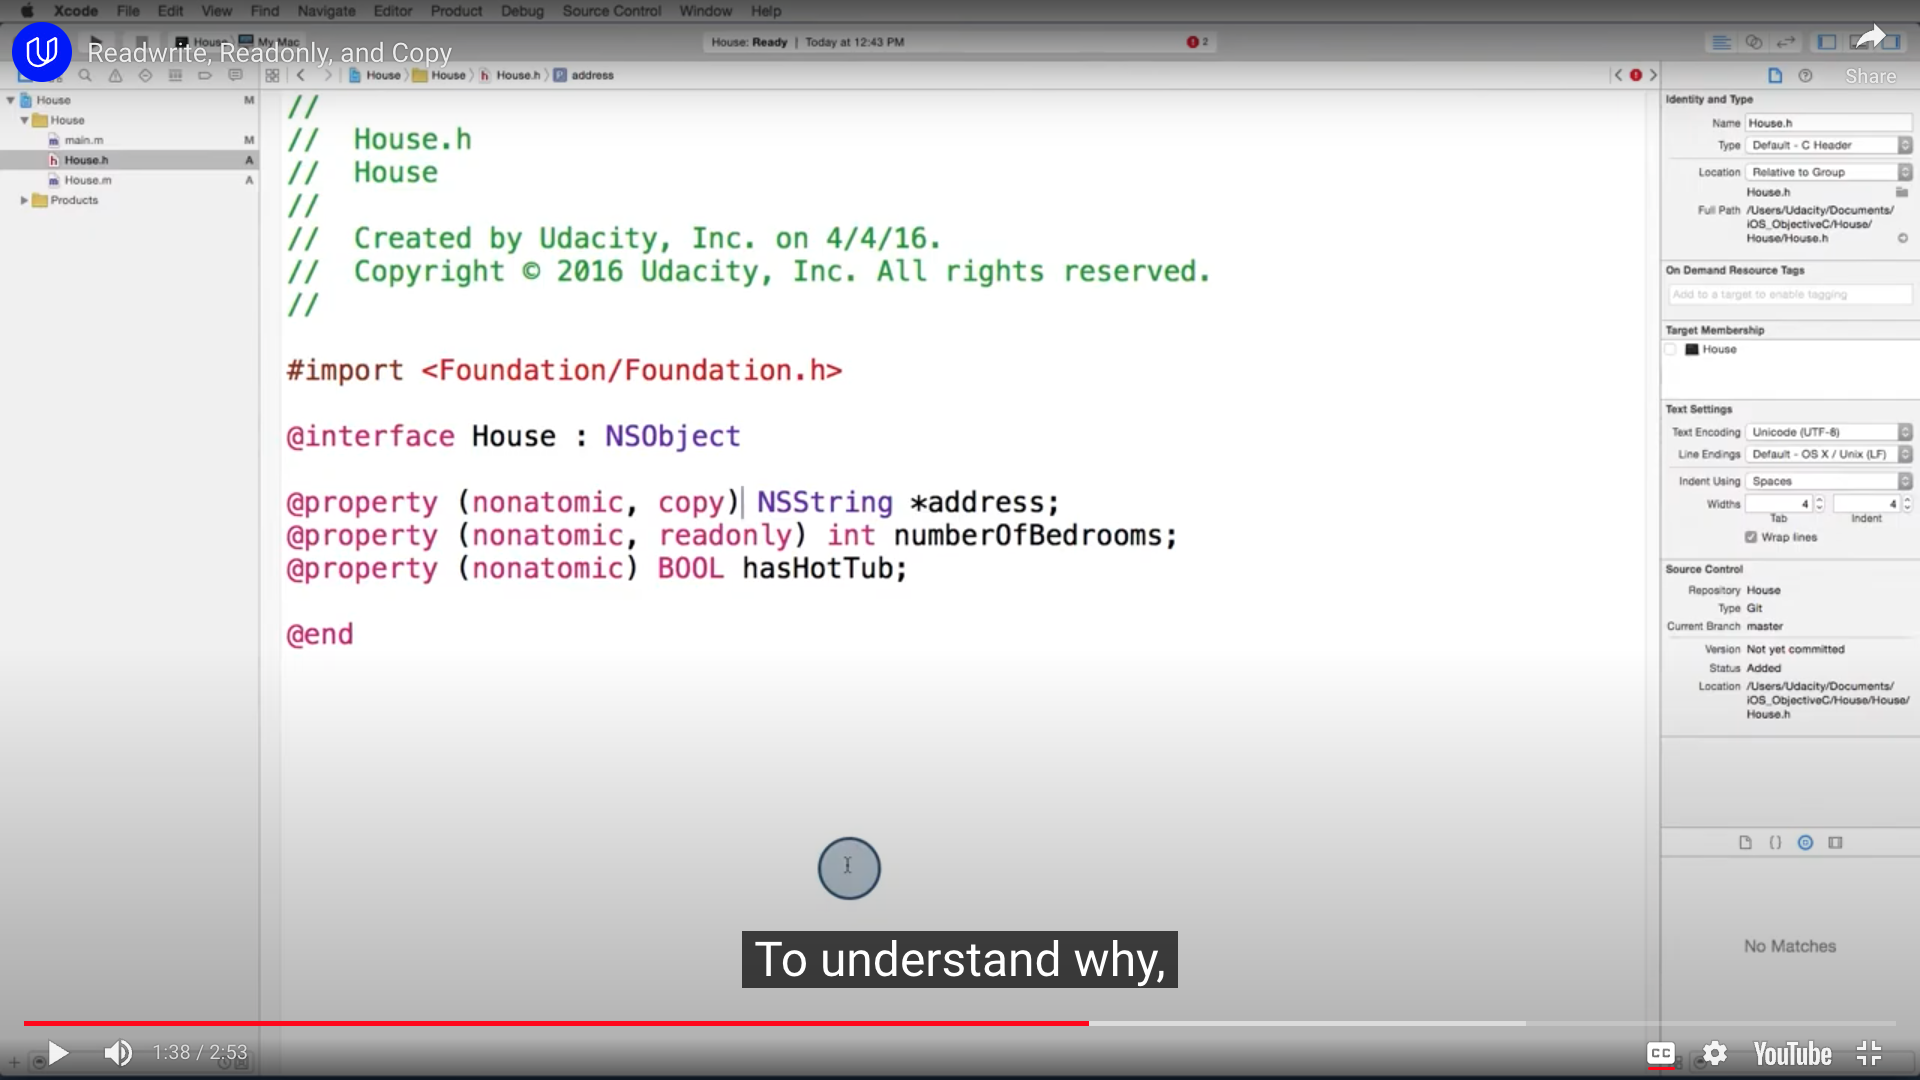 Xcode File Edit View Find Navigate Editor Product Debug Source Control Window Help
House My Mac
House: Ready | Today at 12:43 PM
2
Readwrite, Readonly, and Copy
Share
House House House.h address
House M
House
main.m M
House.h A
House.m A
Products
//
// House.h
// House
//
// Created by Udacity, Inc. on 4/4/16.
// Copyright © 2016 Udacity, Inc. All rights reserved.
//
#import <Foundation/Foundation.h>
@interface House : NSObject
@property (nonatomic, copy) NSString *address;
@property (nonatomic, readonly) int numberOfBedrooms;
@property (nonatomic) BOOL hasHotTub;
@end
Identity and Type
Name House.h
Type Default - C Header
Location Relative to Group
House.h
Full Path /Users/Udacity/Documents/
iOS_ObjectiveC/House/
House/House.h
On Demand Resource Tags
Add to a target to enable tagging
Target Membership
House
Text Settings
Text Encoding Unicode (UTF-8)
Line Endings Default - OS X / Unix (LF)
Indent Using Spaces
Widths 4 4
Tab Indent
Wrap lines
Source Control
Repository House
Type Git
Current Branch master
Version Not yet committed
Status Added
Location /Users/Udacity/Documents/
iOS_ObjectiveC/House/House/
House.h
No Matches
To understand why,
1:38 / 2:53
CC
YouTube